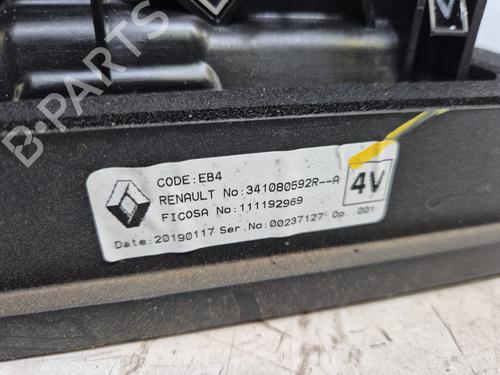 B-PARTS
CODE:EB4
RENAULT No:341080592R--A
4V
FICOSA No:111192969
Date:20190117 Ser.No:00237127 Op.:001